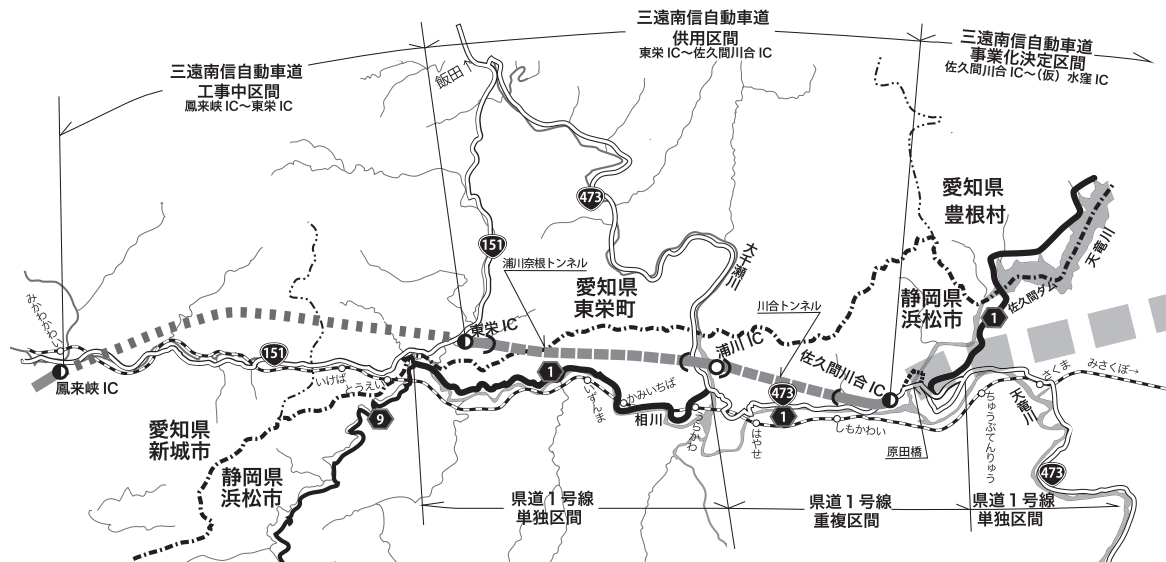 三遠南信自動車道
工事中区間
鳳来峡 IC～東栄 IC
三遠南信自動車道
供用区間
東栄 IC～佐久間川合 IC
三遠南信自動車道
事業化決定区間
佐久間川合 IC～（仮）水窪 IC
飯田↑
473
151
浦川奈根トンネル
愛知県
東栄町
大千瀬川
川合トンネル
愛知県
豊根村
天竜川
静岡県
浜松市
佐久間ダム
1
みかわかわい
151
東栄 IC
浦川 IC
佐久間川合 IC
鳳来峡 IC
いけば
とうえい
1
9
いずんま
かみいちば
相川
うらかわ
はやせ
473
1
しもかわい
原田橋
ちゅうぶてんりゅう
天竜川
さくま
みさくぼ→
473
愛知県
新城市
静岡県
浜松市
県道１号線
単独区間
県道１号線
重複区間
県道１号線
単独区間